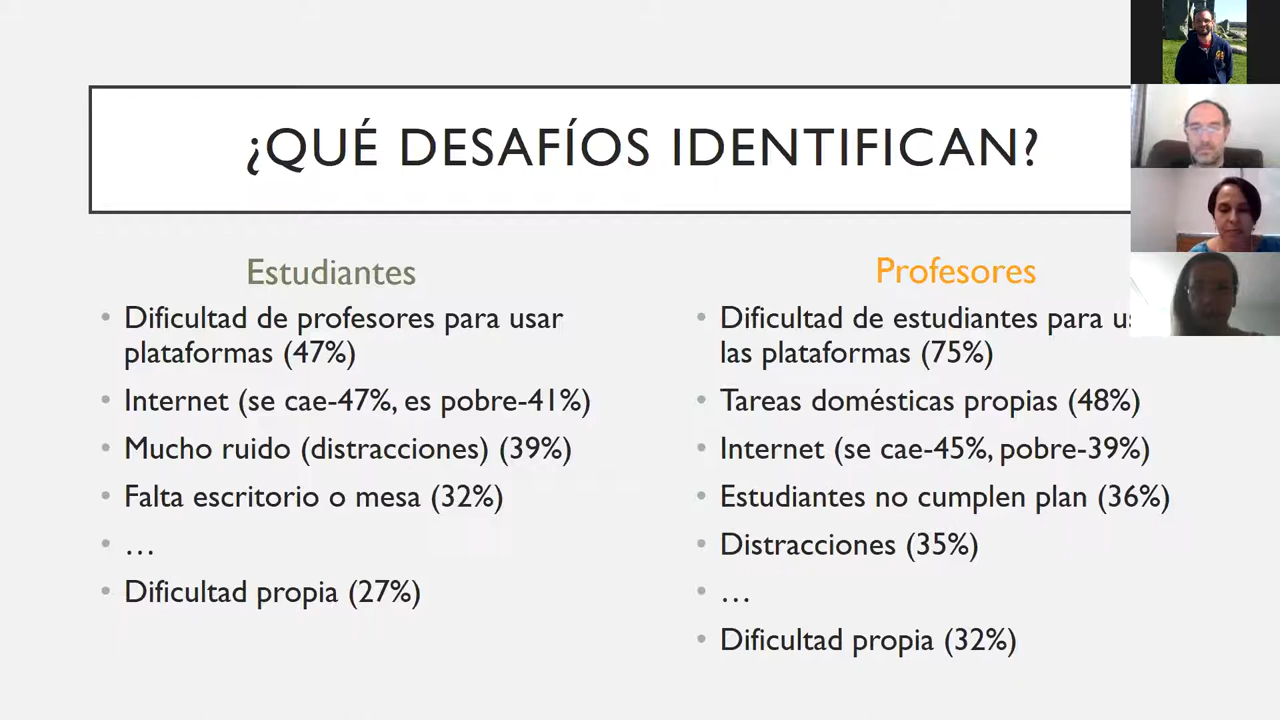 ¿QUÉ DESAFÍOS IDENTIFICAN?
Estudiantes
• Dificultad de profesores para usar
plataformas (47%)
• Internet (se cae-47%, es pobre-41%)
• Mucho ruido (distracciones) (39%)
• Falta escritorio o mesa (32%)
• …
• Dificultad propia (27%)
Profesores
• Dificultad de estudiantes para
las plataformas (75%)
• Tareas domésticas propias (48%)
• Internet (se cae-45%, pobre-39%)
• Estudiantes no cumplen plan (36%)
• Distracciones (35%)
• …
• Dificultad propia (32%)